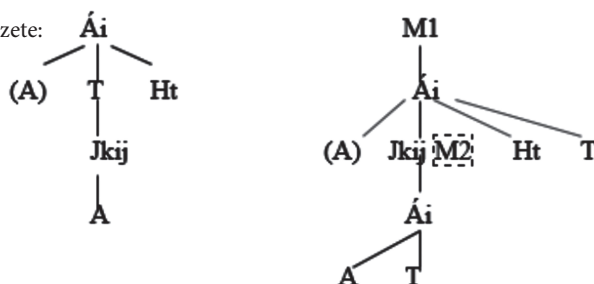 zete: Ái M1
Ái
(A) T Ht
Jkij (A) Jkij M2 Ht T
A Ái
A T